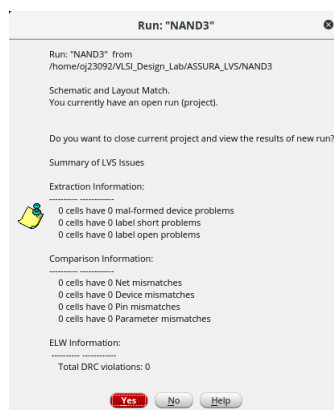 Run: "NAND3"
Run: "NAND3" from
/home/oj23092/VLSI_Design_Lab/ASSURA_LVS/NAND3
Schematic and Layout Match.
You currently have an open run (project).
Do you want to close current project and view the results of new run?
Summary of LVS Issues
Extraction Information:
---------- ------------
0 cells have 0 mal-formed device problems
0 cells have 0 label short problems
0 cells have 0 label open problems
Comparison Information:
---------- ------------
0 cells have 0 Net mismatches
0 cells have 0 Device mismatches
0 cells have 0 Pin mismatches
0 cells have 0 Parameter mismatches
ELW Information:
---------- ------------
Total DRC violations: 0
Yes No Help